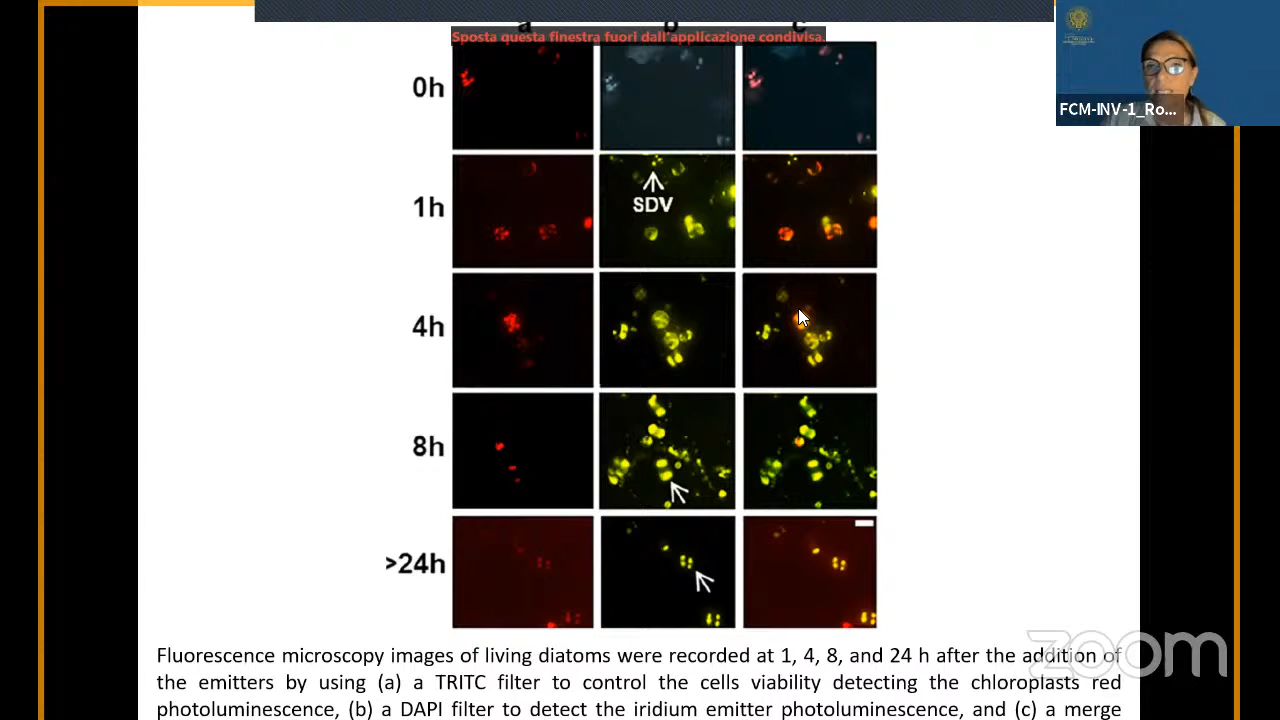 a b c
Sposta questa finestra fuori dall'applicazione condivisa.
FCM-INV-1_Ro...
0h
1h
SDV
4h
8h
>24h
Fluorescence microscopy images of living diatoms were recorded at 1, 4, 8, and 24 h after the addition of
the emitters by using (a) a TRITC filter to control the cells viability detecting the chloroplasts red
photoluminescence, (b) a DAPI filter to detect the iridium emitter photoluminescence, and (c) a merge
zoom